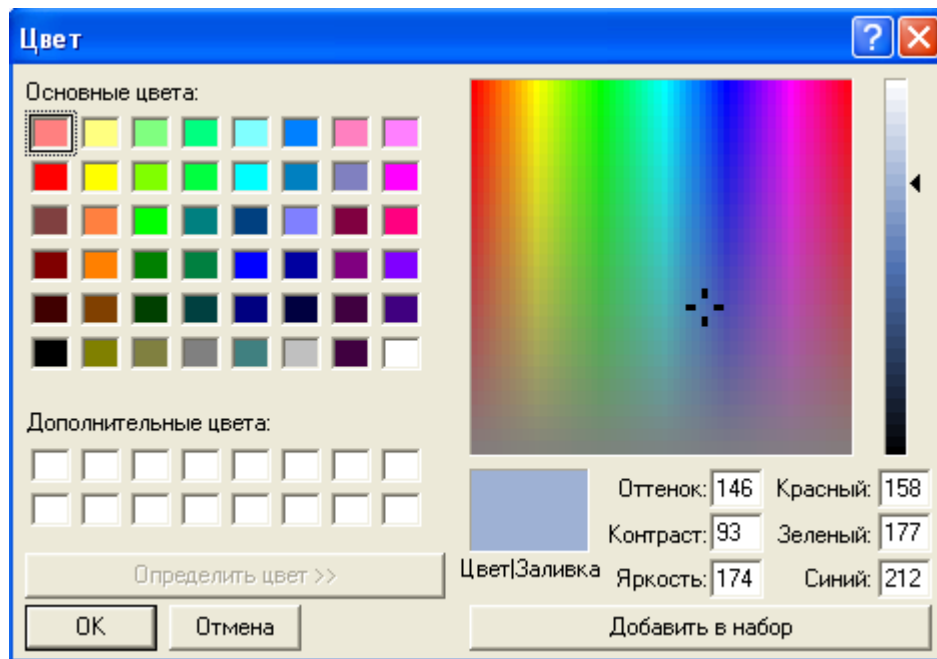 Цвет
Основные цвета:
Дополнительные цвета:
Определить цвет >>
OK
Отмена
Цвет|Заливка
Оттенок: 146
Красный: 158
Контраст: 93
Зеленый: 177
Яркость: 174
Синий: 212
Добавить в набор